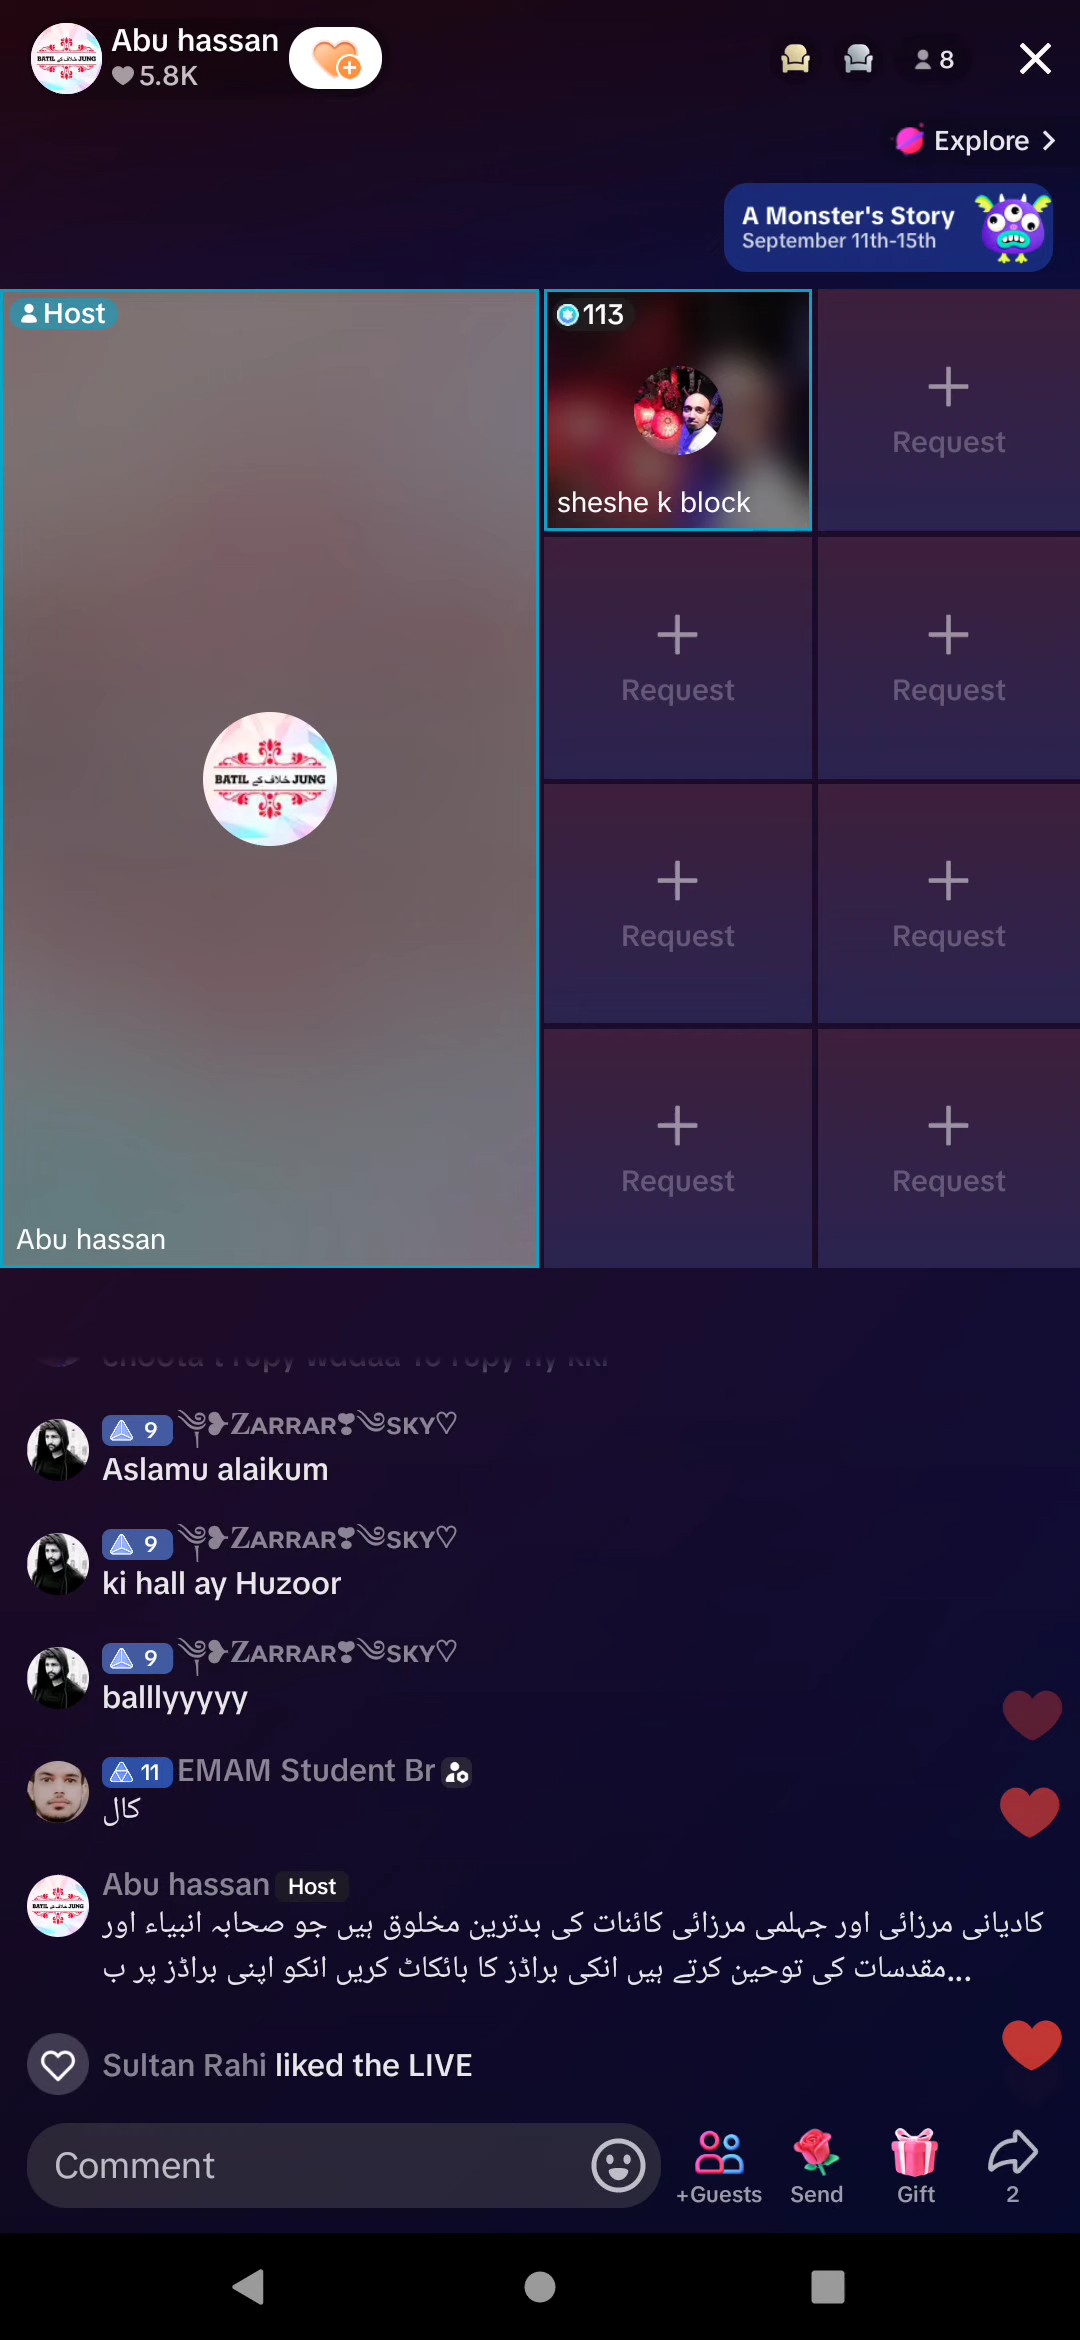 Abu hassan
5.8K
8
Explore
A Monster's Story
September 11th-15th
Host
BATIL خلاف کے JUNG
Abu hassan
113
sheshe k block
Request
Request
Request
Request
Request
Request
Request
9 ZARRAR SKY♡
Aslamu alaikum
9 ZARRAR SKY♡
ki hall ay Huzoor
9 ZARRAR SKY♡
balllyyyyy
11 EMAM Student Br
کال
Abu hassan Host
کادیانی مرزائی اور جہلمی مرزائی کائنات کی بدترین مخلوق ہیں جو صحابہ انبیاء اور
مقدسات کی توحین کرتے ہیں انکی براڈز کا بائکاٹ کریں انکو اپنی براڈز پر ب...
Sultan Rahi liked the LIVE
Comment
+Guests
Send
Gift
2